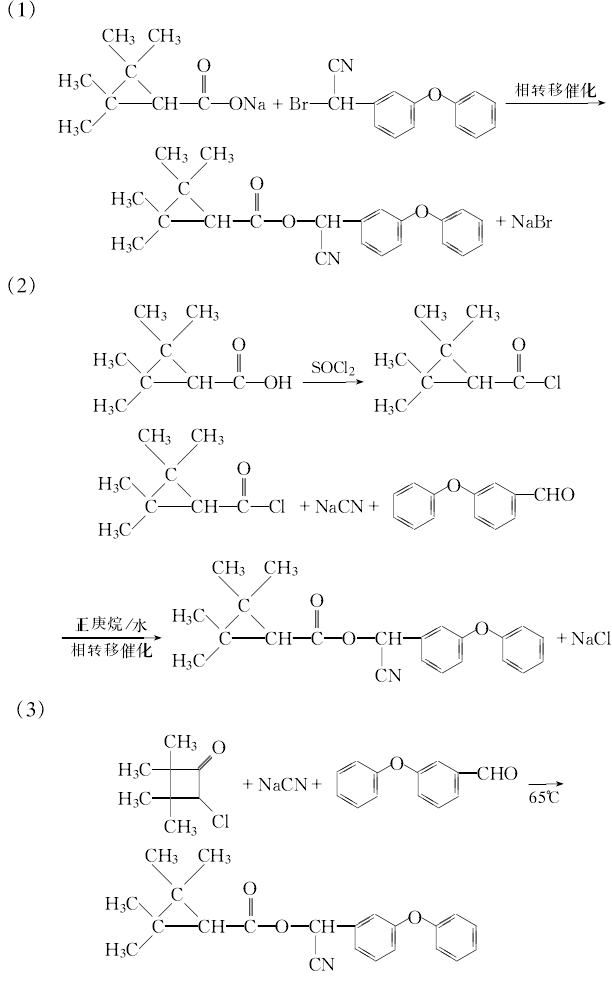 (1)
CH₃ CH₃
H₃C C O CN
C CH C ONa + Br CH O 相转移催化
H₃C
CH₃ CH₃
H₃C C O
C CH C O CH O + NaBr
H₃C CN
(2)
CH₃ CH₃ CH₃ CH₃
H₃C C O SOCl₂ H₃C C O
C CH C OH C CH C Cl
H₃C H₃C
CH₃ CH₃
H₃C C O O
C CH C Cl + NaCN + CHO
H₃C
CH₃ CH₃
正庚烷/水 H₃C C O
相转移催化 C CH C O CH O + NaCl
H₃C CN
(3)
CH₃ O
H₃C O CHO
H₃C + NaCN + 65℃
CH₃ Cl
CH₃ CH₃
H₃C C O
C CH C O CH O
H₃C CN